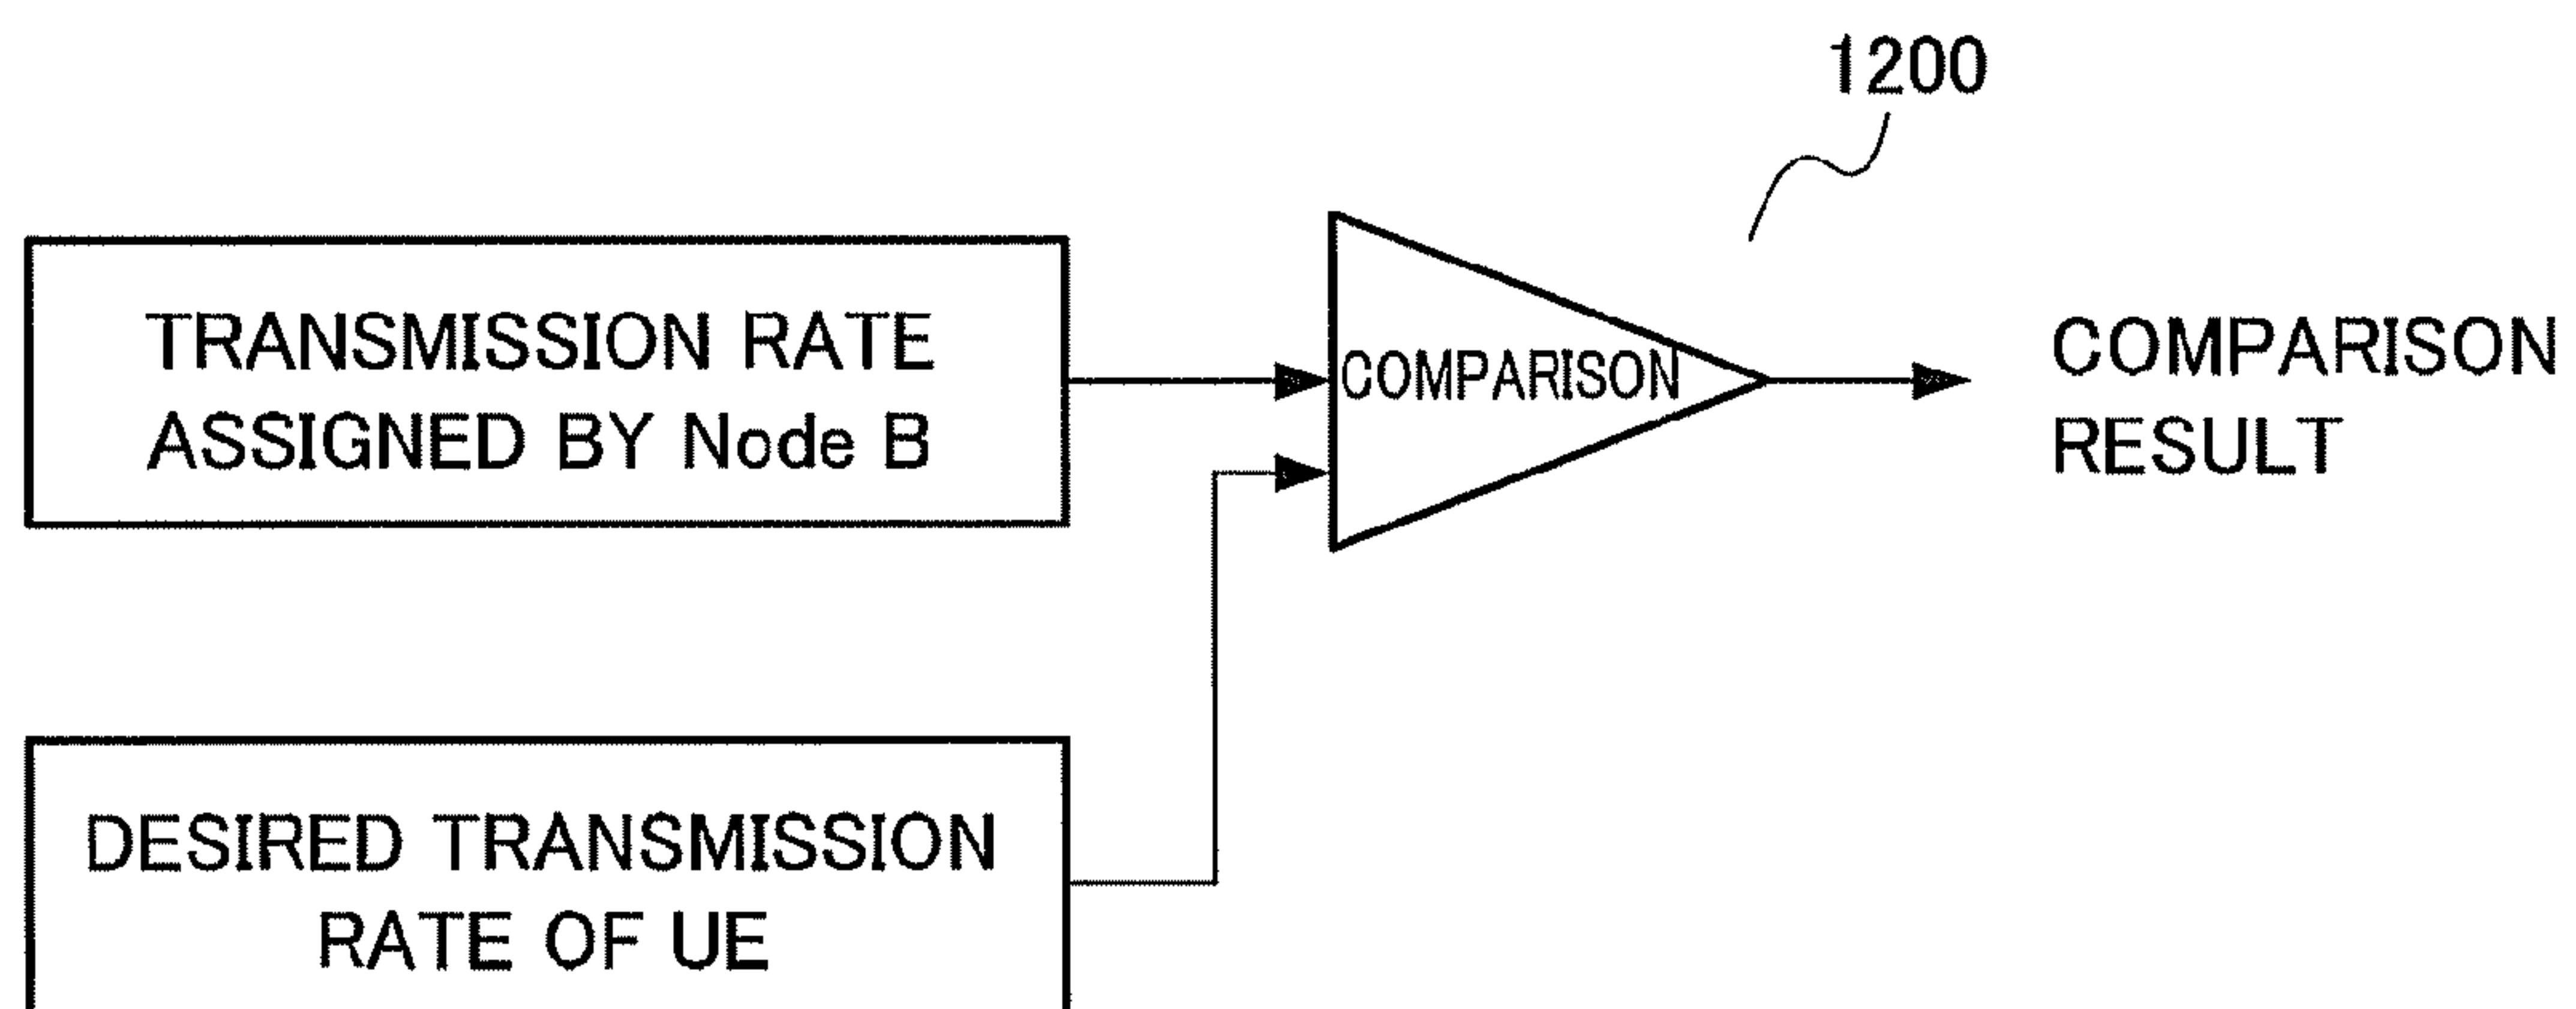 1200
TRANSMISSION RATE
ASSIGNED BY Node B
COMPARISON
COMPARISON
RESULT
DESIRED TRANSMISSION
RATE OF UE